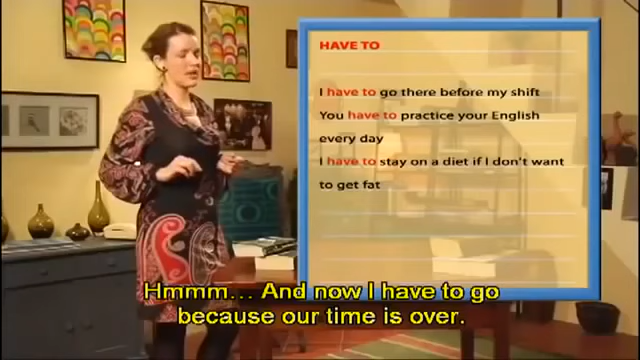 HAVE TO
I have to go there before my shift
You have to practice your English
every day
I have to stay on a diet if I don't want
to get fat
Hmmm... And now I have to go
because our time is over.